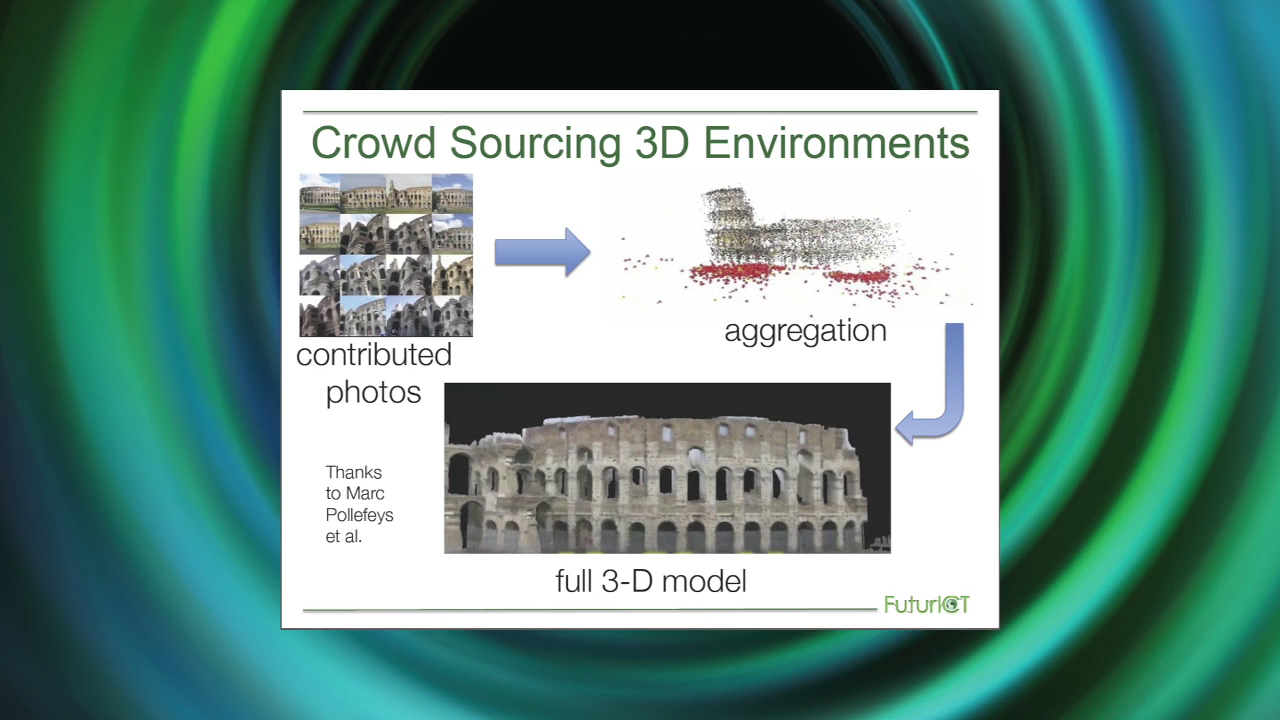 Crowd Sourcing 3D Environments
contributed
photos
aggregation
Thanks
to Marc
Pollefeys
et al.
full 3-D model
FuturICT